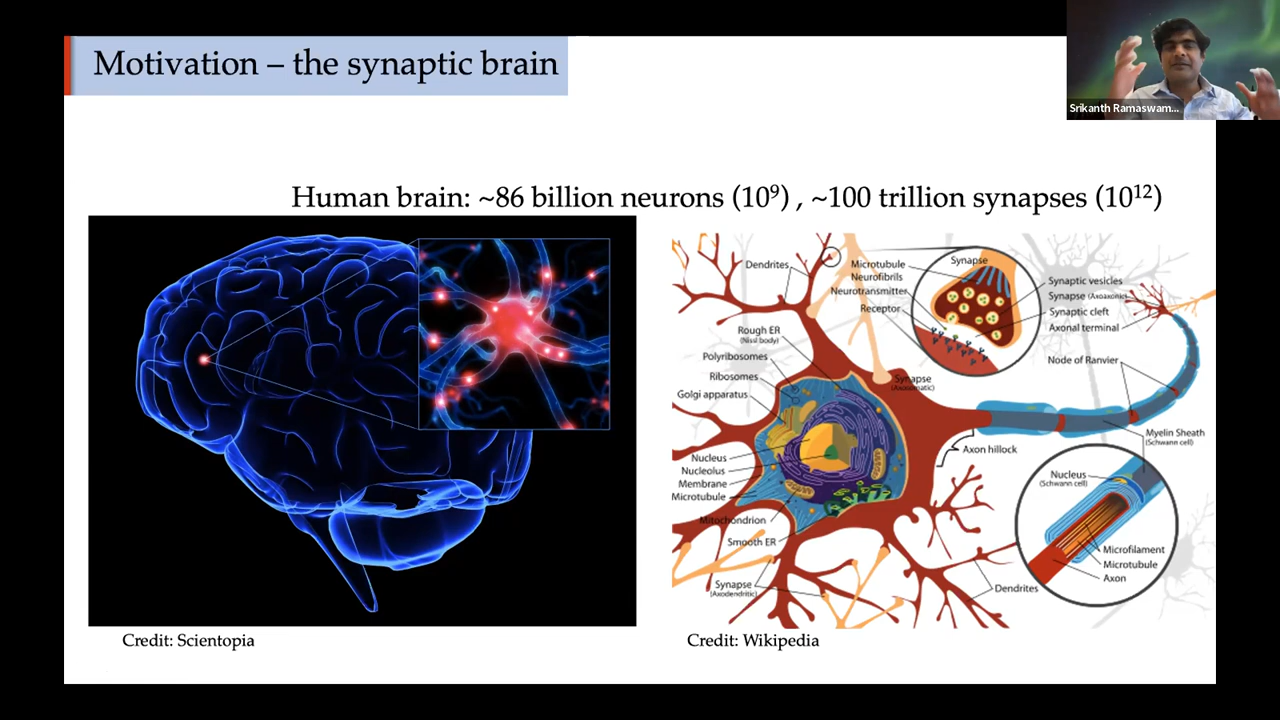 Motivation – the synaptic brain
Srikanth Ramaswam...
Human brain: ~86 billion neurons (10⁹) , ~100 trillion synapses (10¹²)
Dendrites
Microtubule
Neurofibrils
Neurotransmitter
Receptor
Synapse
Synaptic vesicles
Synapse (Axoaxonic)
Synaptic cleft
Axonal terminal
Rough ER
(Nissl body)
Polyribosomes
Ribosomes
Golgi apparatus
Synapse
(Axosomatic)
Node of Ranvier
Myelin Sheath
(Schwann cell)
Axon hillock
Nucleus
Nucleolus
Membrane
Microtubule
Mitochondrion
Smooth ER
Synapse
(Axodendritic)
Nucleus
(Schwann cell)
Microfilament
Microtubule
Axon
Dendrites
Credit: Scientopia
Credit: Wikipedia